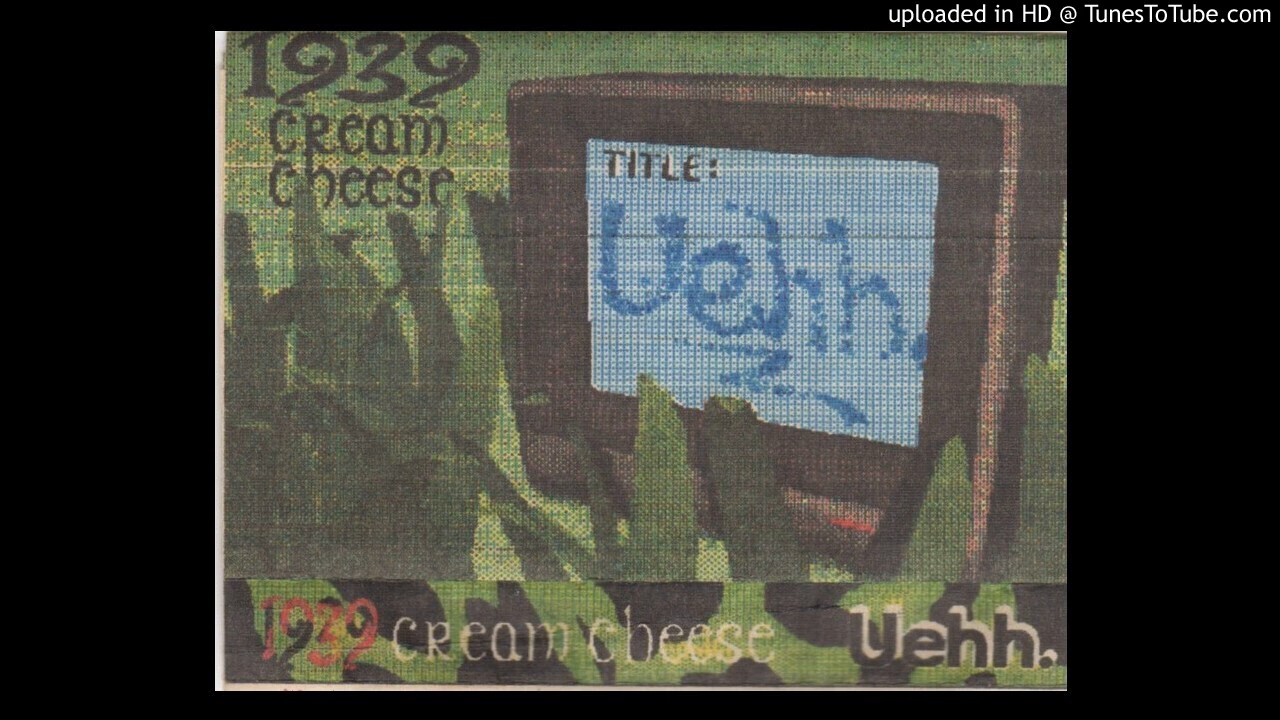 uploaded in HD @ TunesToTube.com
1939
cream
cheese
TITLE:
Uehh.
1939 cream cheese Uehh.